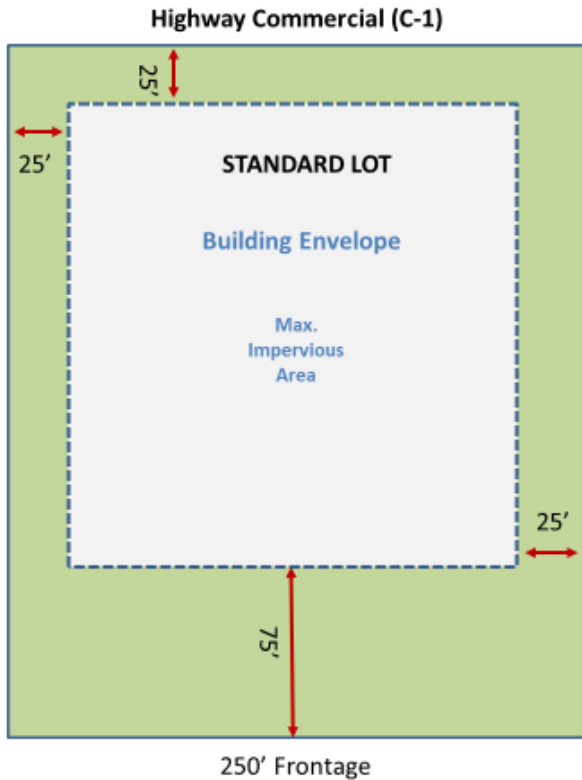 Highway Commercial (C-1)
25’
25’
STANDARD LOT
Building Envelope
Max.
Impervious
Area
25’
75’
250’ Frontage